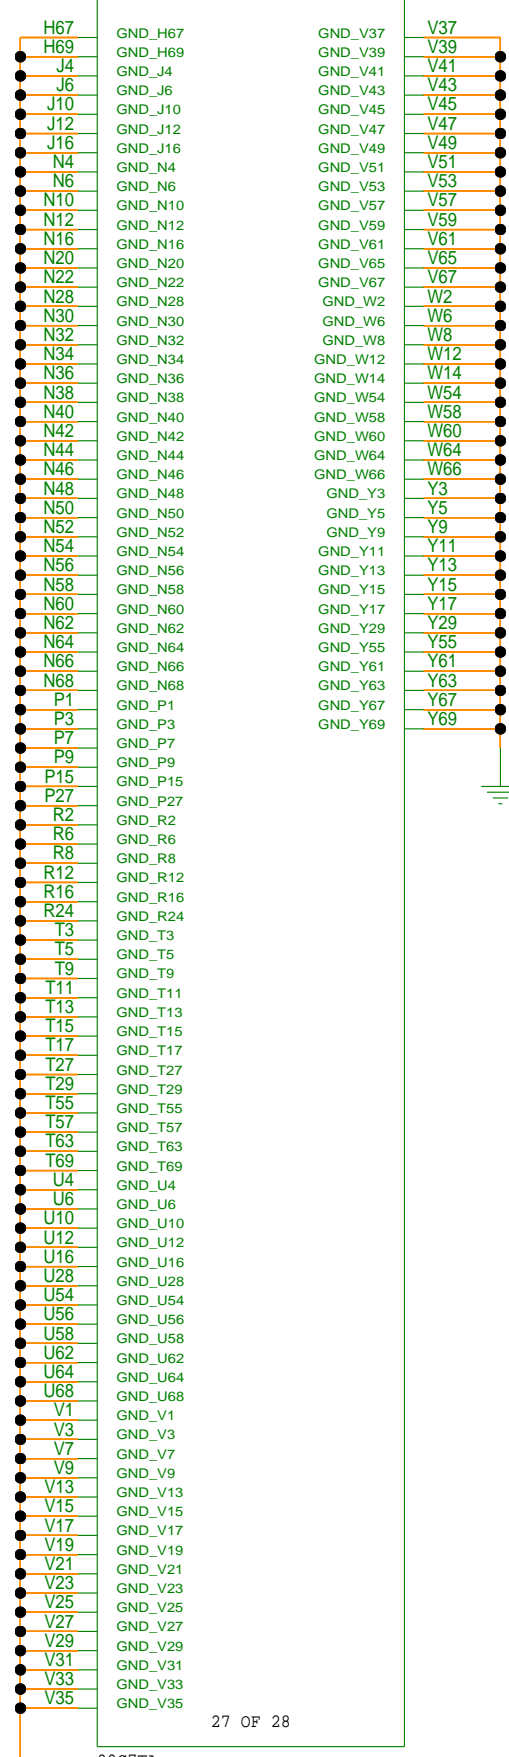 H67 GND_H67 GND_V37 V37
H69 GND_H69 GND_V39 V39
J4 GND_J4 GND_V41 V41
J6 GND_J6 GND_V43 V43
J10 GND_J10 GND_V45 V45
J12 GND_J12 GND_V47 V47
J16 GND_J16 GND_V49 V49
N4 GND_N4 GND_V51 V51
N6 GND_N6 GND_V53 V53
N10 GND_N10 GND_V57 V57
N12 GND_N12 GND_V59 V59
N16 GND_N16 GND_V61 V61
N20 GND_N20 GND_V65 V65
N22 GND_N22 GND_V67 V67
N28 GND_N28 GND_W2 W2
N30 GND_N30 GND_W6 W6
N32 GND_N32 GND_W8 W8
N34 GND_N34 GND_W12 W12
N36 GND_N36 GND_W14 W14
N38 GND_N38 GND_W54 W54
N40 GND_N40 GND_W58 W58
N42 GND_N42 GND_W60 W60
N44 GND_N44 GND_W64 W64
N46 GND_N46 GND_W66 W66
N48 GND_N48 GND_Y3 Y3
N50 GND_N50 GND_Y5 Y5
N52 GND_N52 GND_Y9 Y9
N54 GND_N54 GND_Y11 Y11
N56 GND_N56 GND_Y13 Y13
N58 GND_N58 GND_Y15 Y15
N60 GND_N60 GND_Y17 Y17
N62 GND_N62 GND_Y29 Y29
N64 GND_N64 GND_Y55 Y55
N66 GND_N66 GND_Y61 Y61
N68 GND_N68 GND_Y63 Y63
P1 GND_P1 GND_Y67 Y67
P3 GND_P3 GND_Y69 Y69
P7 GND_P7
P9 GND_P9
P15 GND_P15
P27 GND_P27
R2 GND_R2
R6 GND_R6
R8 GND_R8
R12 GND_R12
R16 GND_R16
R24 GND_R24
T3 GND_T3
T5 GND_T5
T9 GND_T9
T11 GND_T11
T13 GND_T13
T15 GND_T15
T17 GND_T17
T27 GND_T27
T29 GND_T29
T55 GND_T55
T57 GND_T57
T63 GND_T63
T69 GND_T69
U4 GND_U4
U6 GND_U6
U10 GND_U10
U12 GND_U12
U16 GND_U16
U28 GND_U28
U54 GND_U54
U56 GND_U56
U58 GND_U58
U62 GND_U62
U64 GND_U64
U68 GND_U68
V1 GND_V1
V3 GND_V3
V7 GND_V7
V9 GND_V9
V13 GND_V13
V15 GND_V15
V17 GND_V17
V19 GND_V19
V21 GND_V21
V23 GND_V23
V25 GND_V25
V27 GND_V27
V29 GND_V29
V31 GND_V31
V33 GND_V33
V35 GND_V35
27 OF 28